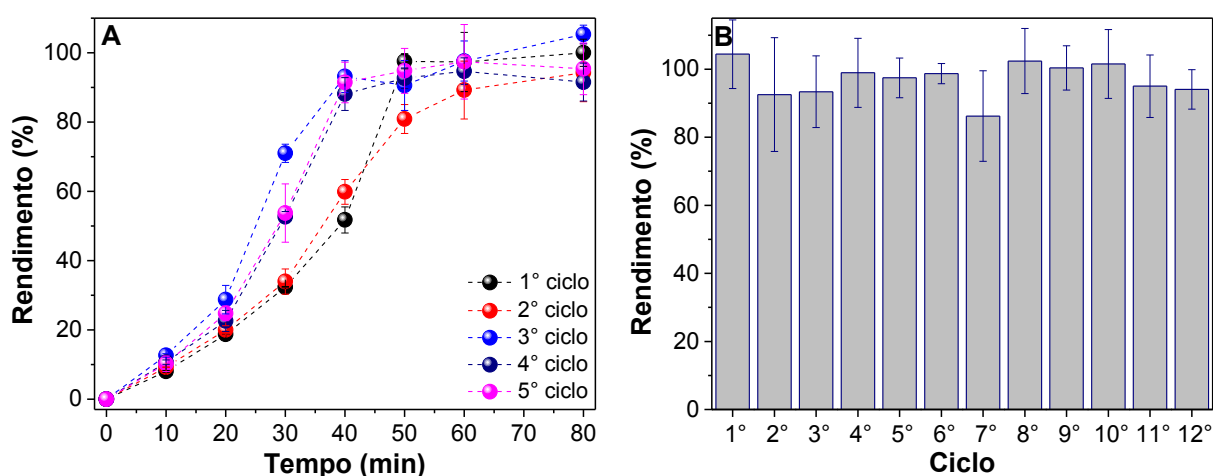 A
Rendimento (%)
100
80
60
40
20
0
1° ciclo
2° ciclo
3° ciclo
4° ciclo
5° ciclo
0 10 20 30 40 50 60 70 80
Tempo (min)
B
Rendimento (%)
100
80
60
40
20
0
1° 2° 3° 4° 5° 6° 7° 8° 9° 10° 11° 12°
Ciclo